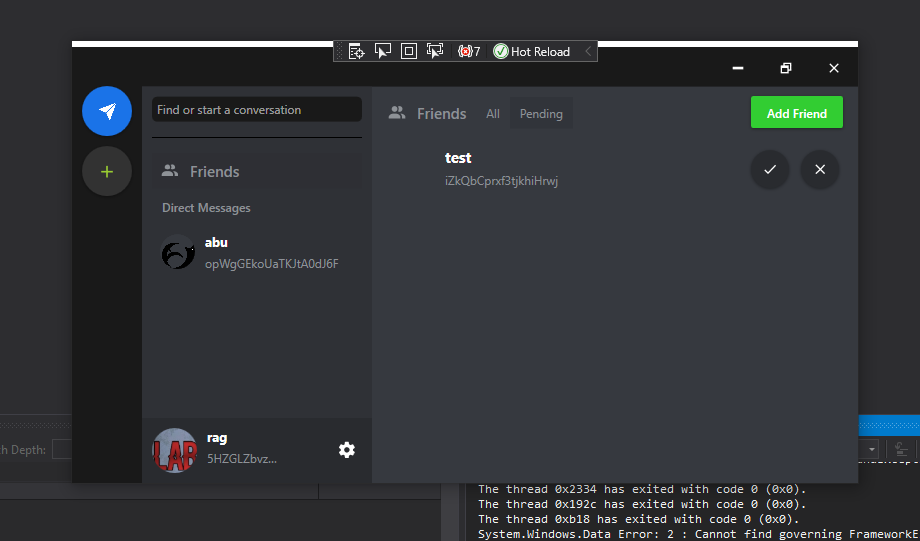 7 Hot Reload
Find or start a conversation
Friends All Pending Add Friend
test
iZkQbCprxf3tjkhiHrwj
Friends
Direct Messages
abu
opWgGEkoUaTKJtA0dJ6F
rag
5HZGLZbvz...
LAB
h Depth:
The thread 0x2334 has exited with code 0 (0x0).
The thread 0x192c has exited with code 0 (0x0).
The thread 0xb18 has exited with code 0 (0x0).
System.Windows.Data Error: 2 : Cannot find governing FrameworkE